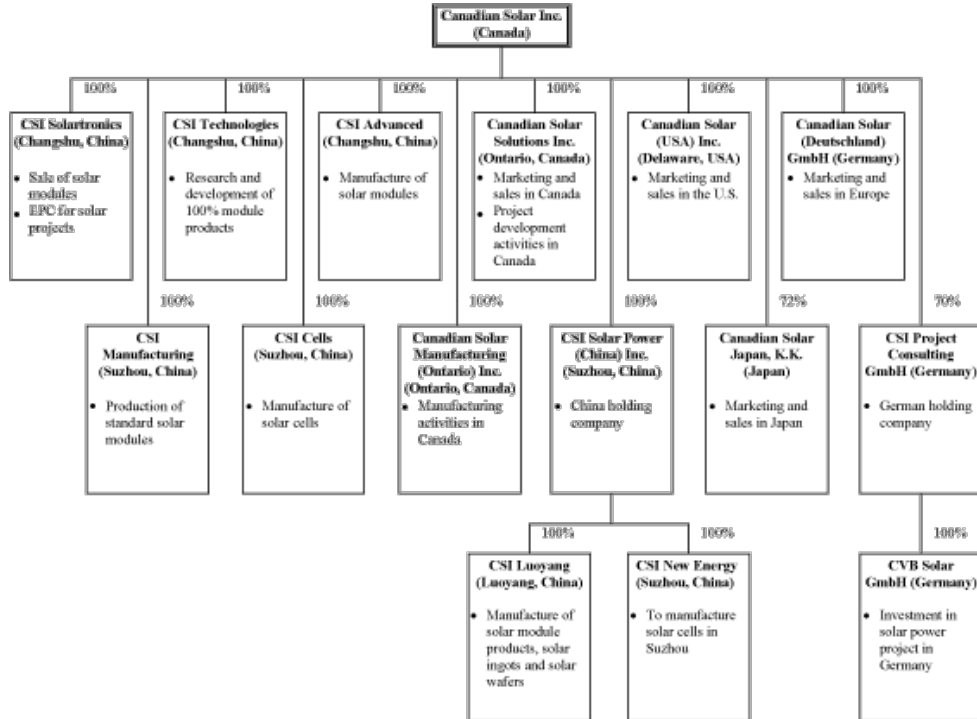 Canadian Solar Inc.
(Canada)
100%
100%
100%
100%
100%
100%
CSI Solartronics
(Changshu, China)
• Sale of solar
modules
• EPC for solar
projects
CSI Technologies
(Changshu, China)
• Research and
development of
100% module
products
CSI Advanced
(Changshu, China)
• Manufacture of
solar modules
Canadian Solar
Solutions Inc.
(Ontario, Canada)
• Marketing and
sales in Canada
• Project
development
activities in
Canada
Canadian Solar
(USA) Inc.
(Delaware, USA)
• Marketing and
sales in the U.S.
Canadian Solar
(Deutschland)
GmbH (Germany)
• Marketing and
sales in Europe
100%
100%
100%
100%
72%
70%
CSI
Manufacturing
(Suzhou, China)
• Production of
standard solar
modules
CSI Cells
(Suzhou, China)
• Manufacture of
solar cells
Canadian Solar
Manufacturing
(Ontario) Inc.
(Ontario, Canada)
• Manufacturing
activities in
Canada
CSI Solar Power
(China) Inc.
(Suzhou, China)
• China holding
company
Canadian Solar
Japan, K.K.
(Japan)
• Marketing and
sales in Japan
CSI Project
Consulting
GmbH (Germany)
• German holding
company
100%
100%
100%
CSI Luoyang
(Luoyang, China)
• Manufacture of
solar module
products, solar
ingots and solar
wafers
CSI New Energy
(Suzhou, China)
• To manufacture
solar cells in
Suzhou
CVB Solar
GmbH (Germany)
• Investment in
solar power
project in
Germany